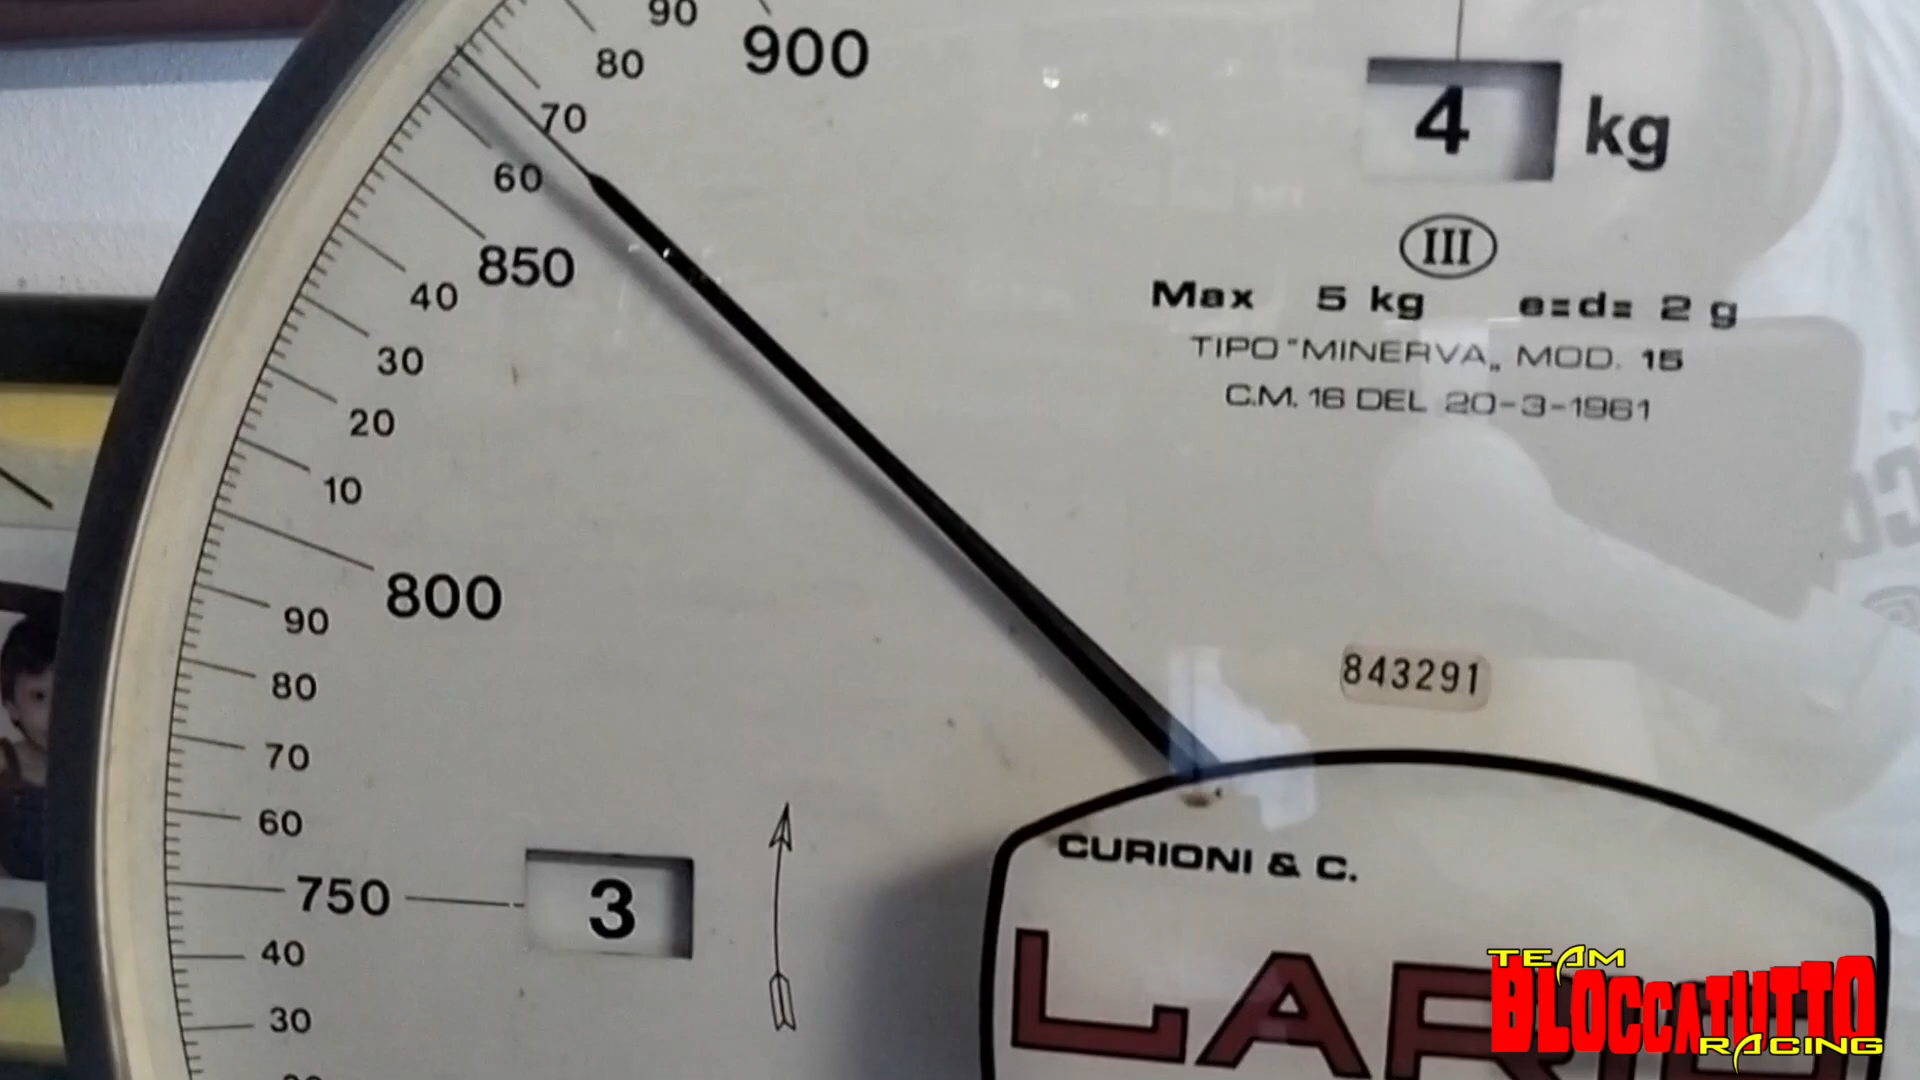 90
80
900
4 kg
70
60
III
850
Max 5 kg e=d= 2 g
40
TIPO "MINERVA„ MOD. 15
30
C.M. 16 DEL 20-3-1961
20
10
800
90
843291
80
70
60
CURIONI & C.
750
3
40
TEAM
BLOCCATUTTO
RACING
30